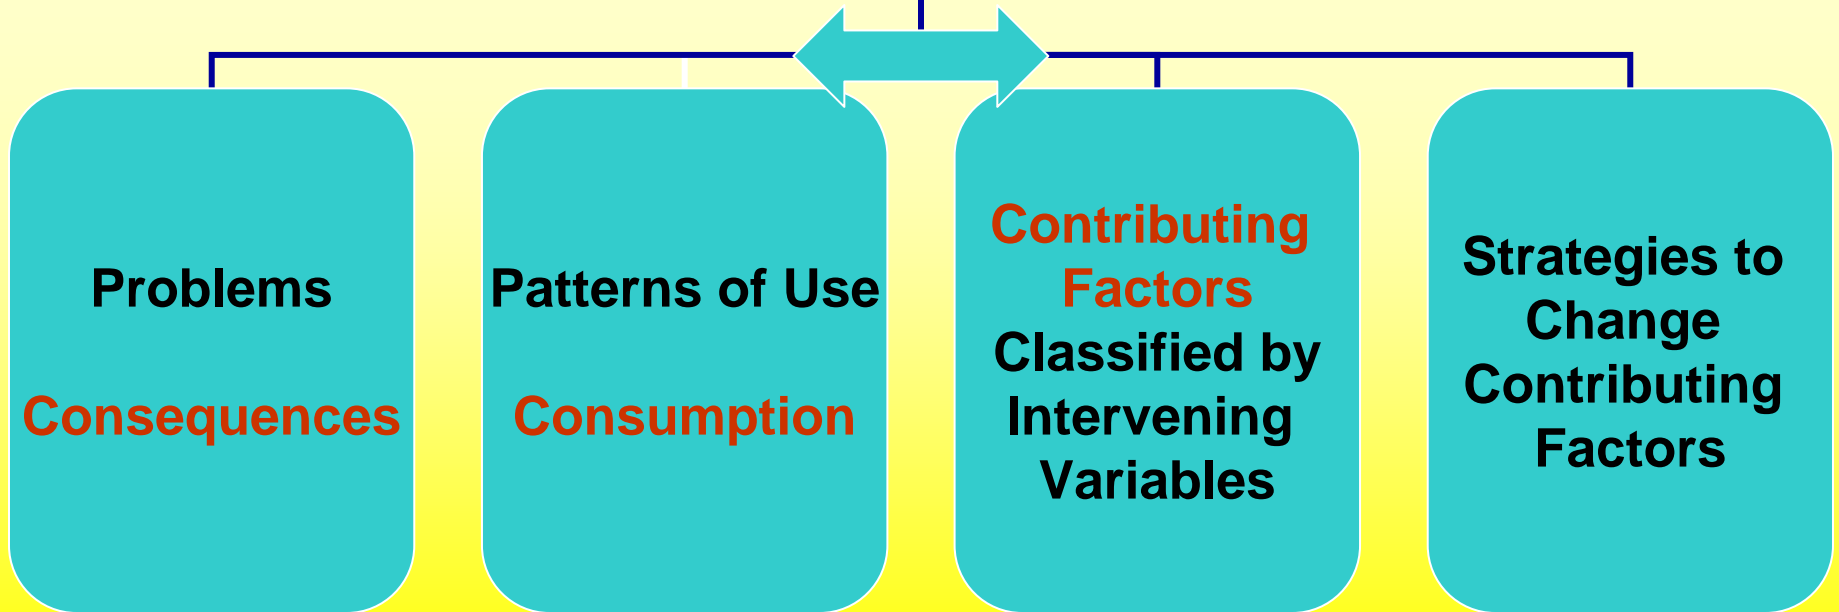 Problems
Consequences
Patterns of Use
Consumption
Contributing
Factors
Classified by
Intervening
Variables
Strategies to
Change
Contributing
Factors